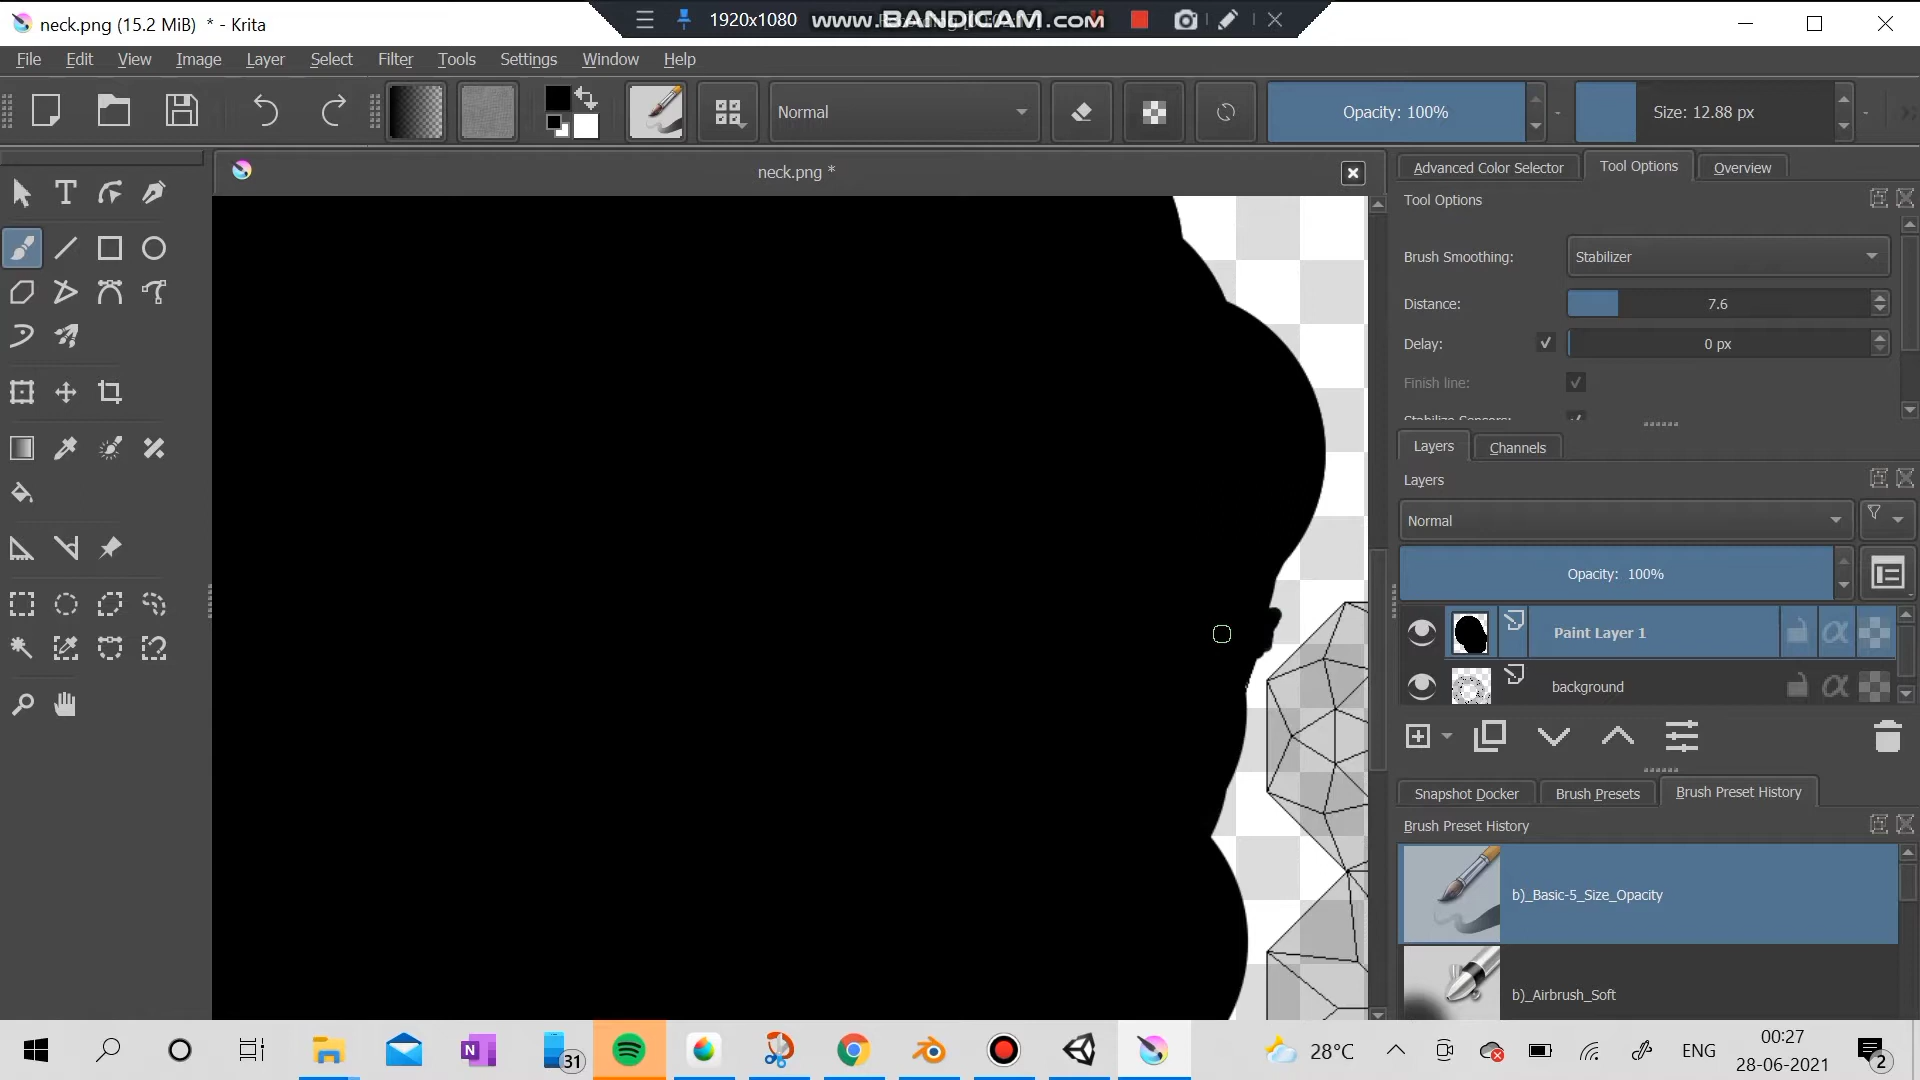 neck.png (15.2 MiB) * - Krita
1920x1080
www.BANDICAM.com
File Edit View Image Layer Select Filter Tools Settings Window Help
Normal
Opacity: 100%
Size: 12.88 px
neck.png *
Advanced Color Selector
Tool Options
Overview
Tool Options
Brush Smoothing:
Stabilizer
Distance:
7.6
Delay:
0 px
Finish line:
Stabilize Sensors:
Layers
Channels
Layers
Normal
Opacity: 100%
Paint Layer 1
background
Snapshot Docker
Brush Presets
Brush Preset History
Brush Preset History
b)_Basic-5_Size_Opacity
b)_Airbrush_Soft
31
28°C
ENG
00:27
28-06-2021
2